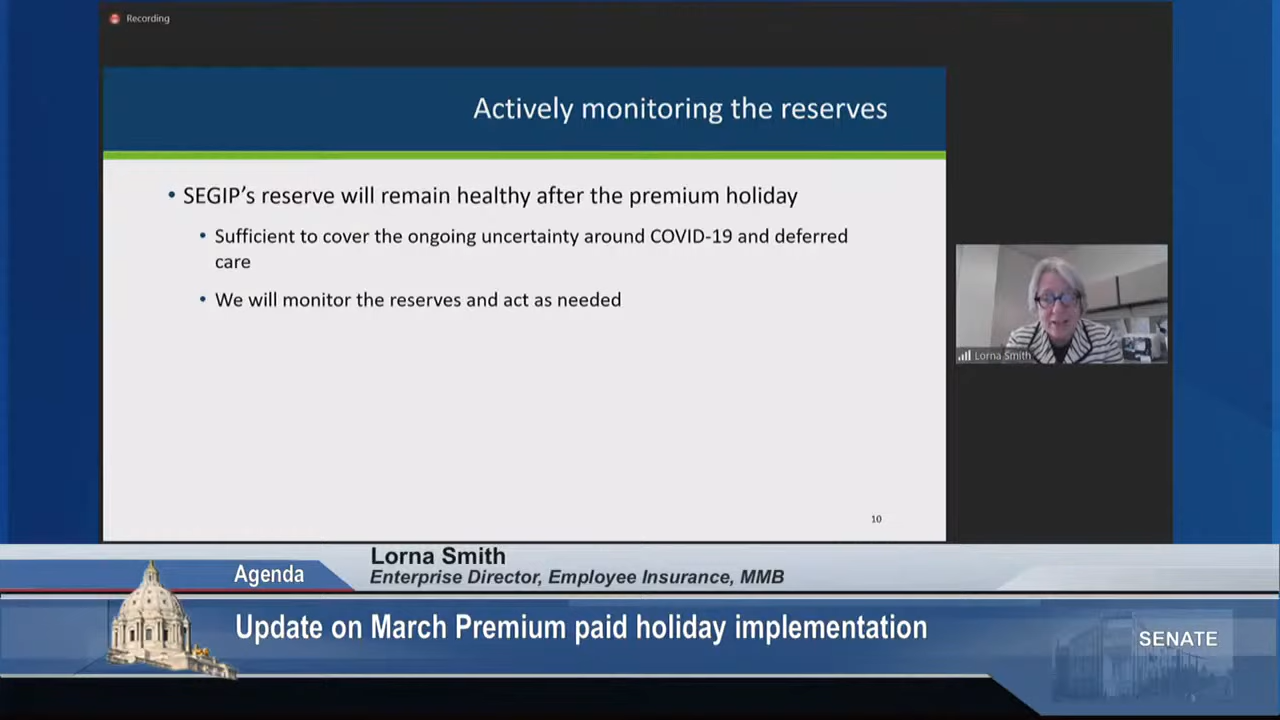 Recording
Actively monitoring the reserves
• SEGIP's reserve will remain healthy after the premium holiday
• Sufficient to cover the ongoing uncertainty around COVID-19 and deferred
care
• We will monitor the reserves and act as needed
10
Lorna Smith
Lorna Smith
Enterprise Director, Employee Insurance, MMB
Agenda
Update on March Premium paid holiday implementation
SENATE